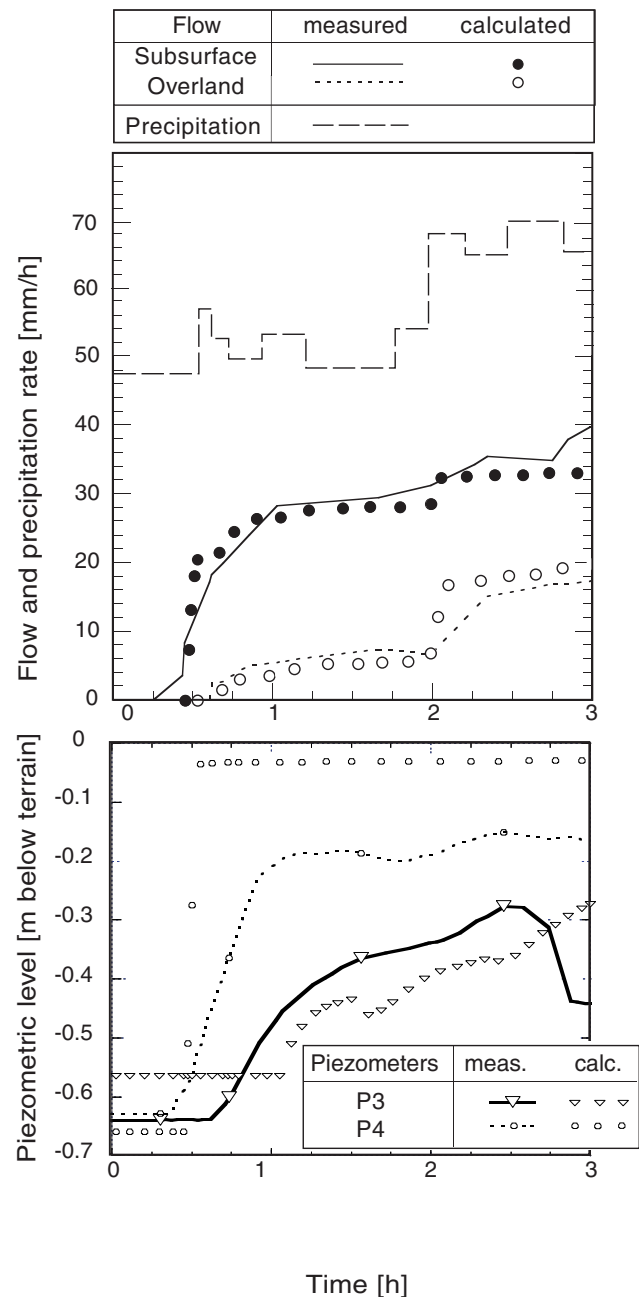 Flow measured calculated
Subsurface
Overland
Precipitation
Flow and precipitation rate [mm/h]
70
60
50
40
30
20
10
0
0 1 2 3
Piezometric level [m below terrain]
0
-0.1
-0.2
-0.3
-0.4
-0.5
-0.6
-0.7
Piezometers meas. calc.
P3
P4
0 1 2 3
Time [h]